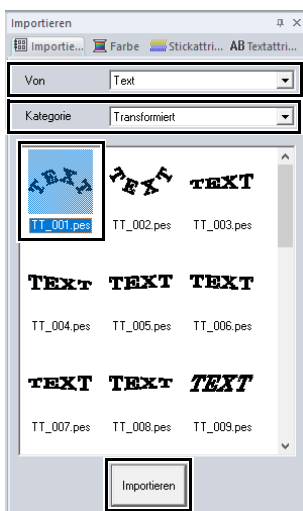 Importieren
Importie... Farbe Stickattri... AB Textattri...
Von Text
Kategorie Transformiert
TEXT TEXT TEXT
TT_001.pes TT_002.pes TT_003.pes
TEXT TEXT TEXT
TT_004.pes TT_005.pes TT_006.pes
TEXT TEXT TEXT
TT_007.pes TT_008.pes TT_009.pes
Importieren